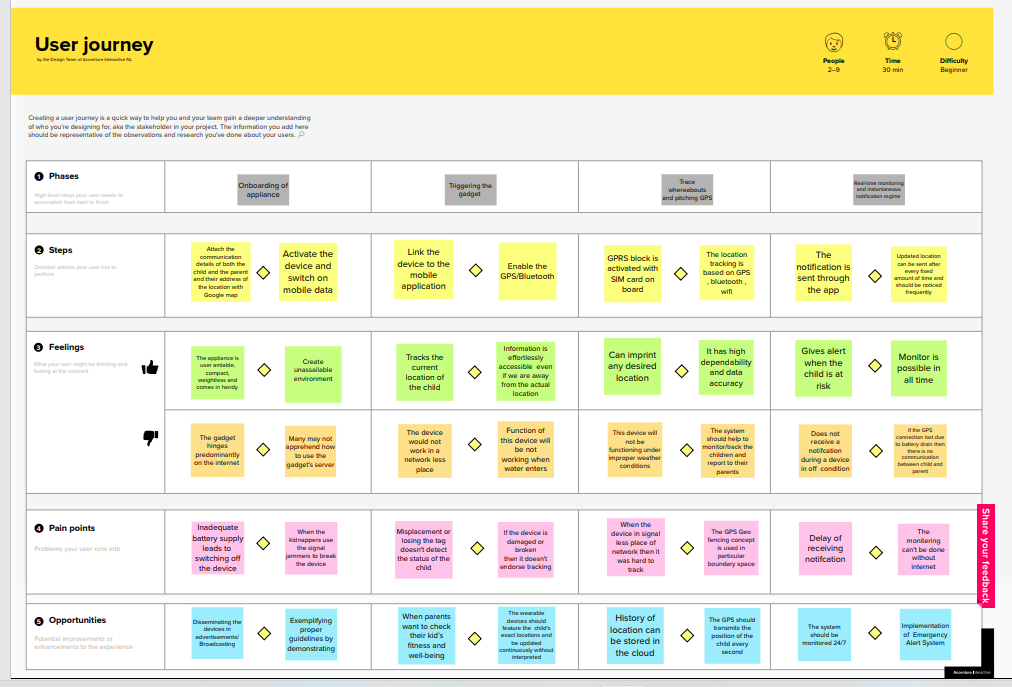 User journey
by the Design Team of Accenture Interactive NL
People
2–9
Time
30 min
Difficulty
Beginner
Creating a user journey is a quick way to help you and your team gain a deeper understanding
of who you're designing for, aka the stakeholder in your project. The information you add here
should be representative of the observations and research you've done about your users.
1 Phases
High-level steps your user needs to
accomplish from start to finish
Onboarding of
appliance
Triggering the
gadget
Trace
whereabouts
and pitching GPS
Real-time monitoring
and instantaneous
notification regime
2 Steps
Detailed actions your user has to
perform
Attach the
communication
details of both the
child and the parent
and their address of
the location with
Google map
Activate the
device and
switch on
mobile data
Link the
device to the
mobile
application
Enable the
GPS/Bluetooth
GPRS block is
activated with
SIM card on
board
The location
tracking is
based on GPS
, bluetooth ,
wifi
The
notification is
sent through
the app
Updated location
can be sent after
every fixed
amount of time and
should be noticed
frequently
3 Feelings
What your user might be thinking and
feeling at the moment
The appliance is
user amiable,
compact,
weightless and
comes in handy.
Create
unassailable
environment
Tracks the
current
location of
the child
Information is
effortlessly
accessible even
if we are away
from the actual
location
Can imprint
any desired
location
It has high
dependability
and data
accuracy
Gives alert
when the
child is at
risk
Monitor is
possible in
all time
The gadget
hinges
predominantly
on the internet
Many may not
apprehend how
to use the
gadget's server
The device
would not
work in a
network less
place
Function of
this device will
be not
working when
water enters
This device will
not be
functioning under
improper weather
conditions
The system
should help to
monitor/track the
children and
report to their
parents
Does not
receive a
notifcation
during a device
in off condition
If the GPS
connection lost due
to battery drain then
there is no
communication
between child and
parent
4 Pain points
Problems your user runs into
Inadequate
battery supply
leads to
switching off
the device
When the
kidnappers use
the signal
jammers to break
the device
Misplacement or
losing the tag
doesn't detect
the status of the
child
If the device is
damaged or
broken
then it doesn't
endorse tracking
When the
device in signal
less place of
network then it
was hard to
track
The GPS Geo
fencing concept
is used in
particular
boundary space
Delay of
receiving
notifcation
The
monitering
can't be done
without
internet
5 Opportunities
Potential improvements or
enhancements to the experience
Disseminating the
devices in
advertisements/
Broadcasting
Exemplifying
proper
guidelines by
demonstrating
When parents
want to check
their kid's
fitness and
well-being
The wearable
devices should
feature the child's
exact locations and
be updated
continuously without
interpreted
History of
location can
be stored in
the cloud
The GPS should
transmits the
position of the
child every
second
The system
should be
monitored 24/7
Implementation
of Emergency
Alert System
Share your feedback
Accenture Interactive